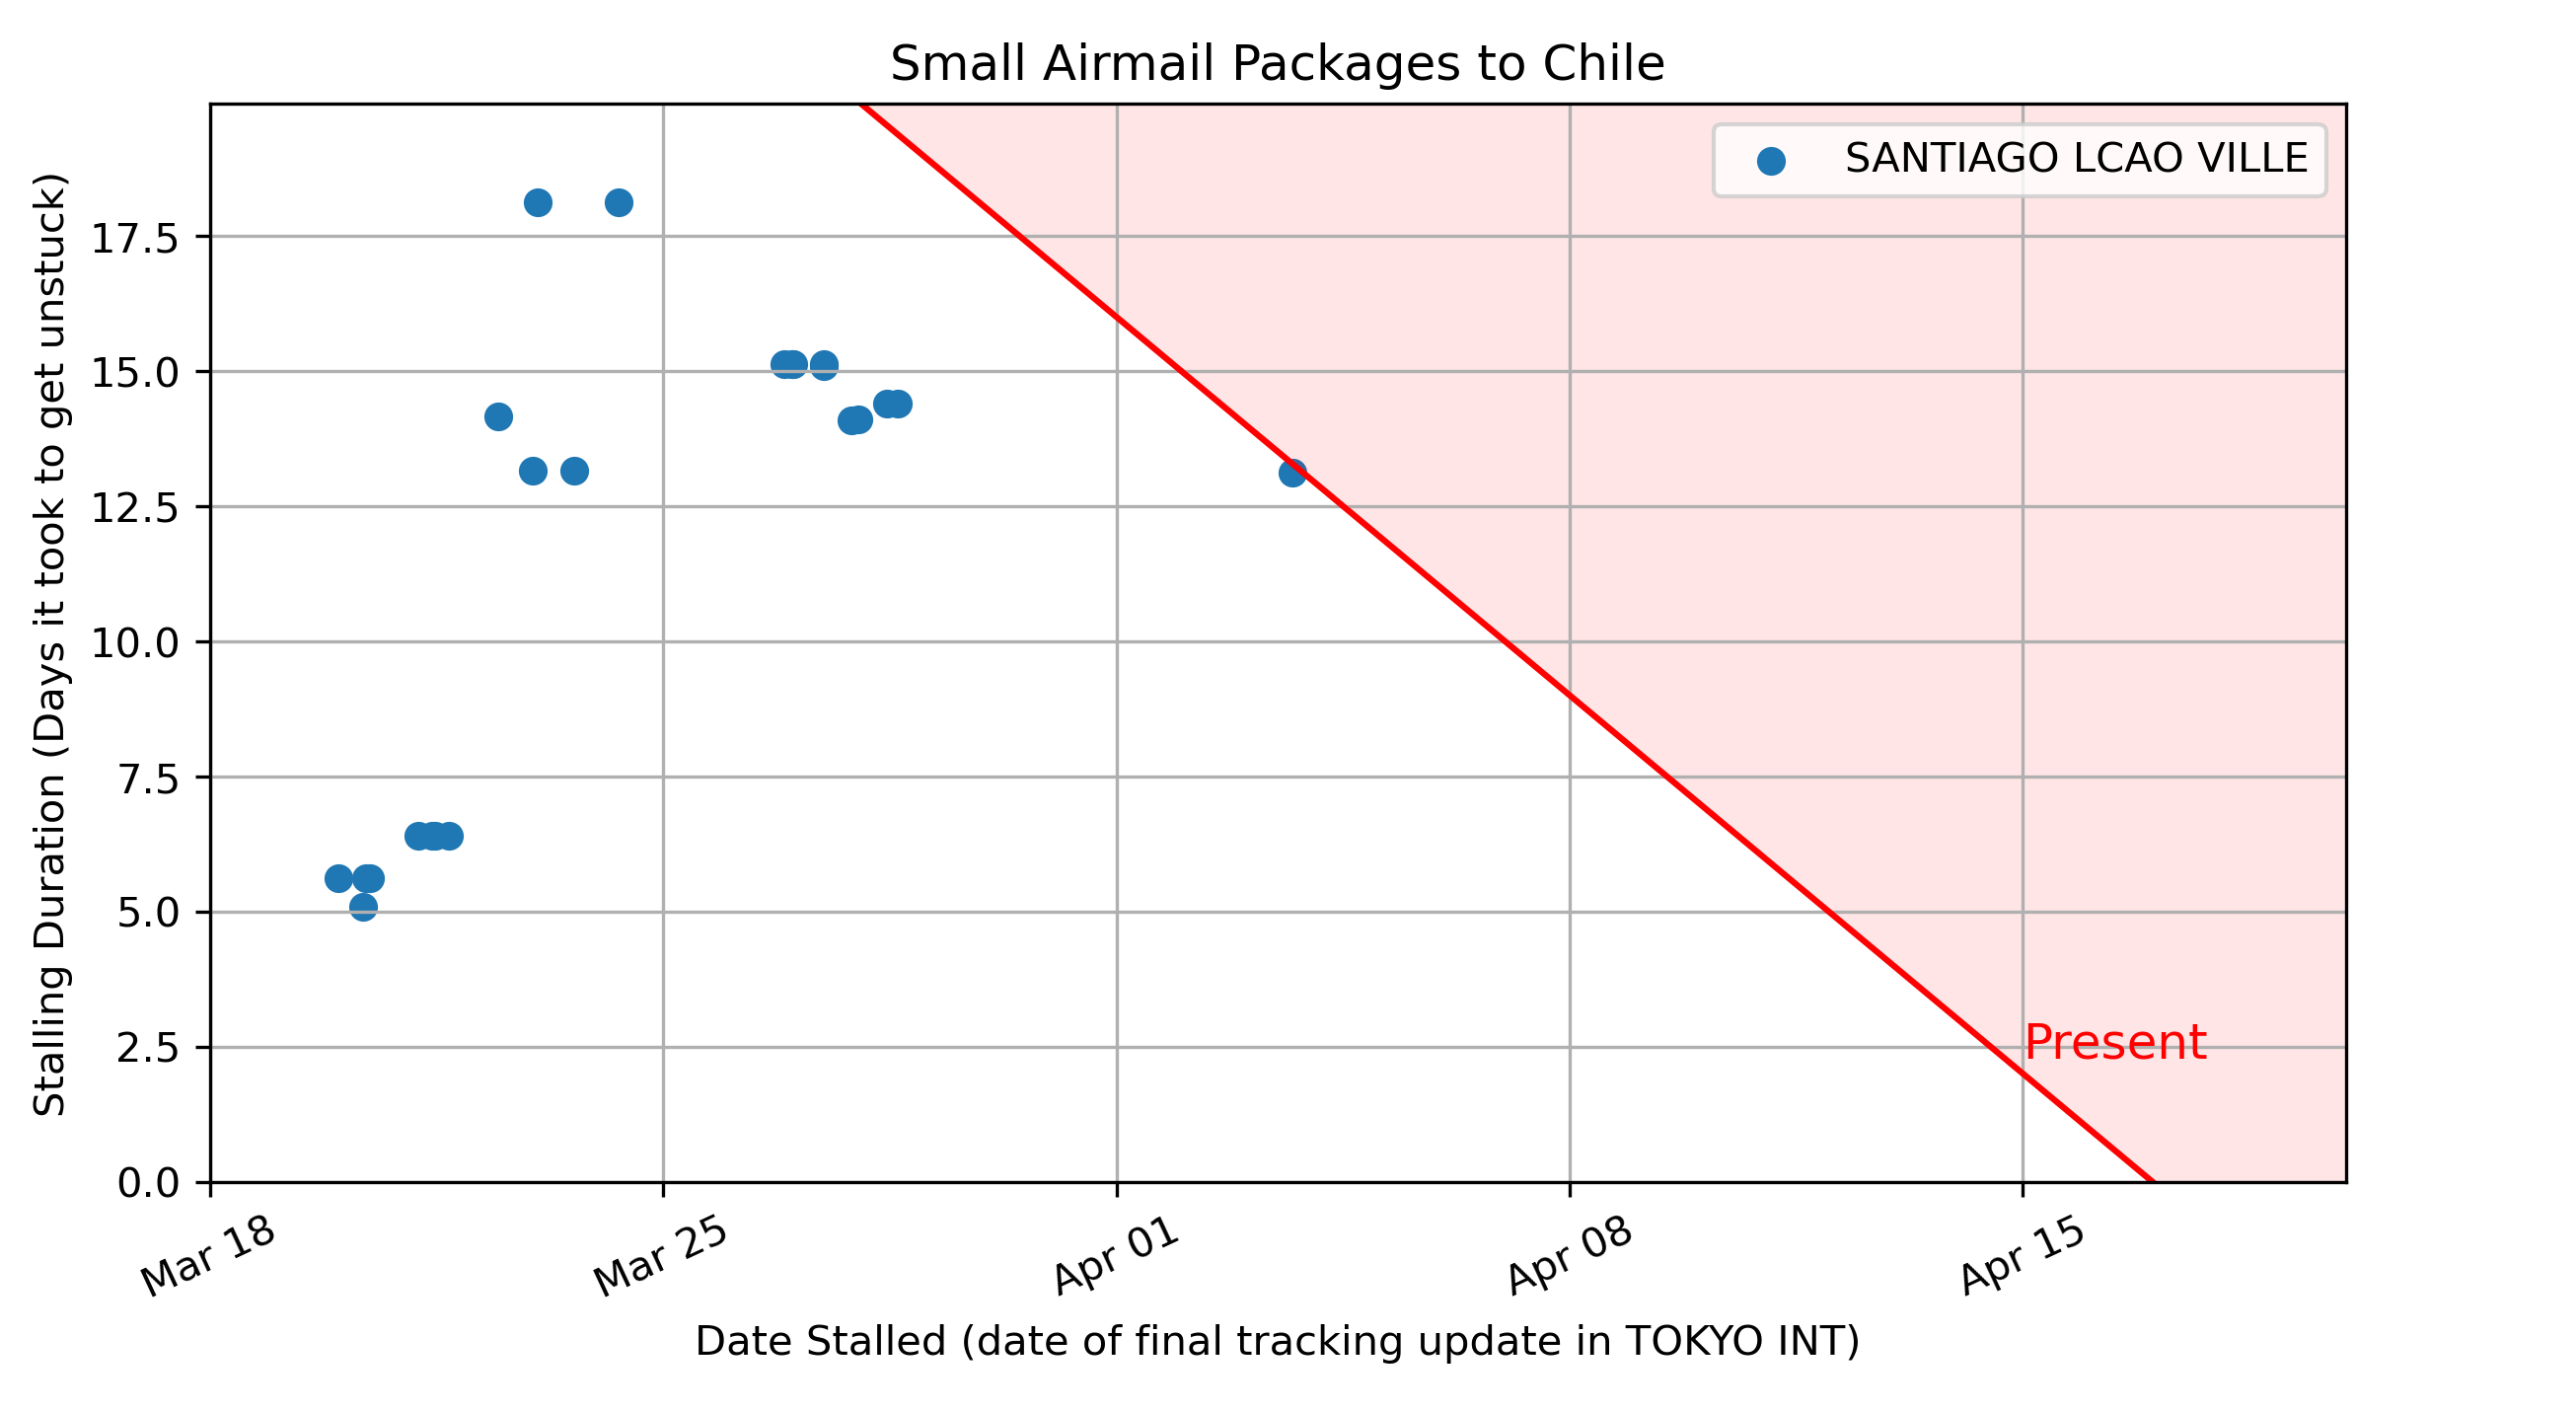 Small Airmail Packages to Chile
SANTIAGO LCAO VILLE
Stalling Duration (Days it took to get unstuck)
17.5
15.0
12.5
10.0
7.5
5.0
2.5
0.0
Present
Mar 18
Mar 25
Apr 01
Apr 08
Apr 15
Date Stalled (date of final tracking update in TOKYO INT)